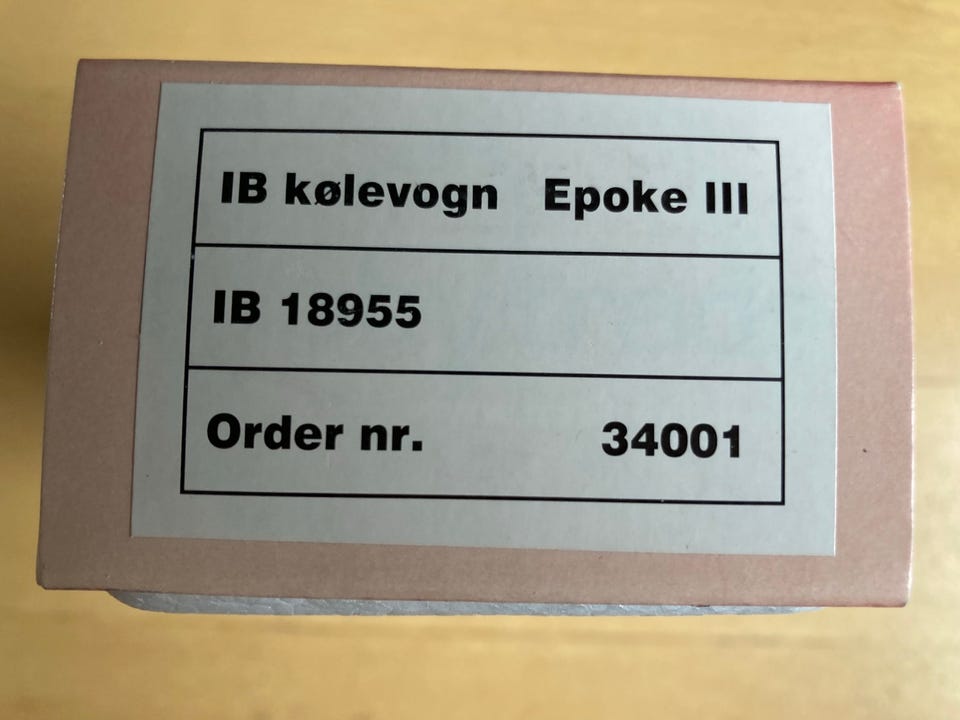 IB kølevogn Epoke III
IB 18955
Order nr. 34001